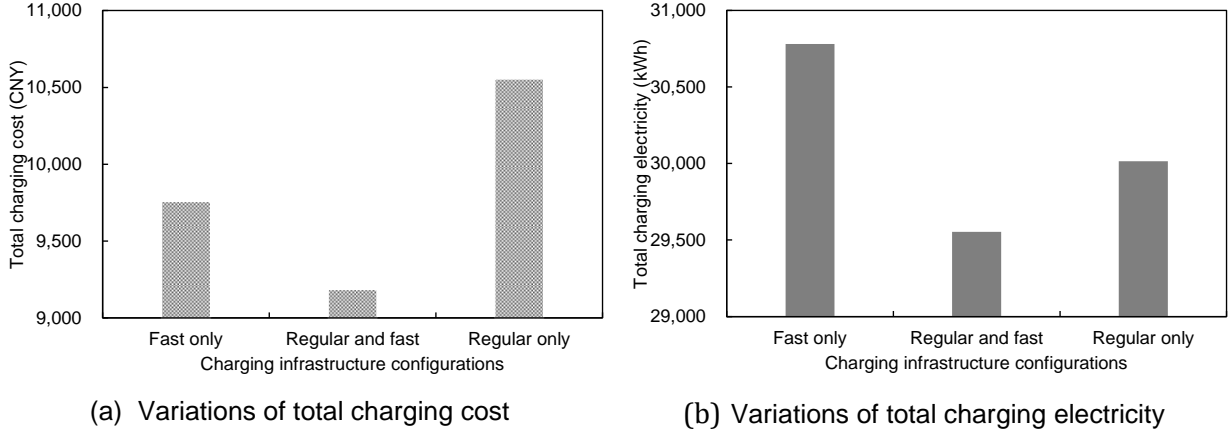 11,000
10,500
10,000
9,500
9,000
Total charging cost (CNY)
Fast only
Regular and fast
Regular only
Charging infrastructure configurations
(a) Variations of total charging cost
31,000
30,500
30,000
29,500
29,000
Total charging electricity (kWh)
Fast only
Regular and fast
Regular only
Charging infrastructure configurations
(b) Variations of total charging electricity